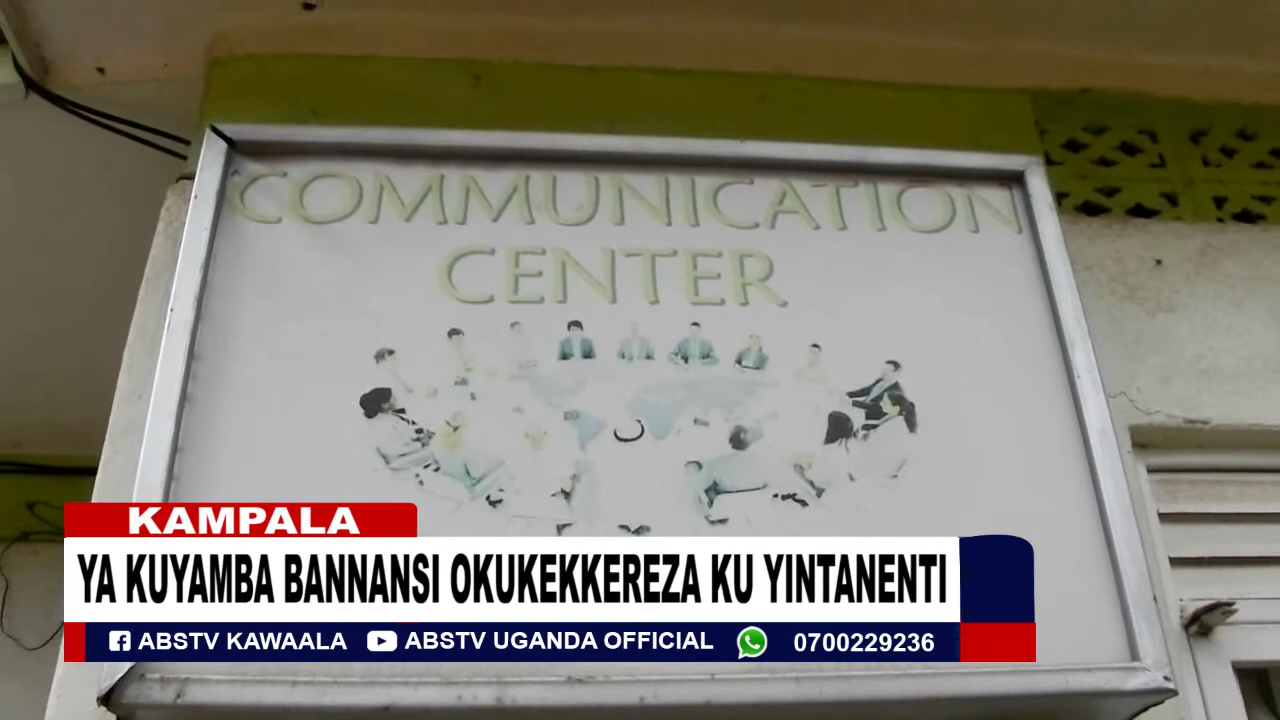 COMMUNICATION
CENTER
KAMPALA
YA KUYAMBA BANNANSI OKUKEKKEREZA KU YINTANENTI
ABSTV KAWAALA ABSTV UGANDA OFFICIAL 0700229236